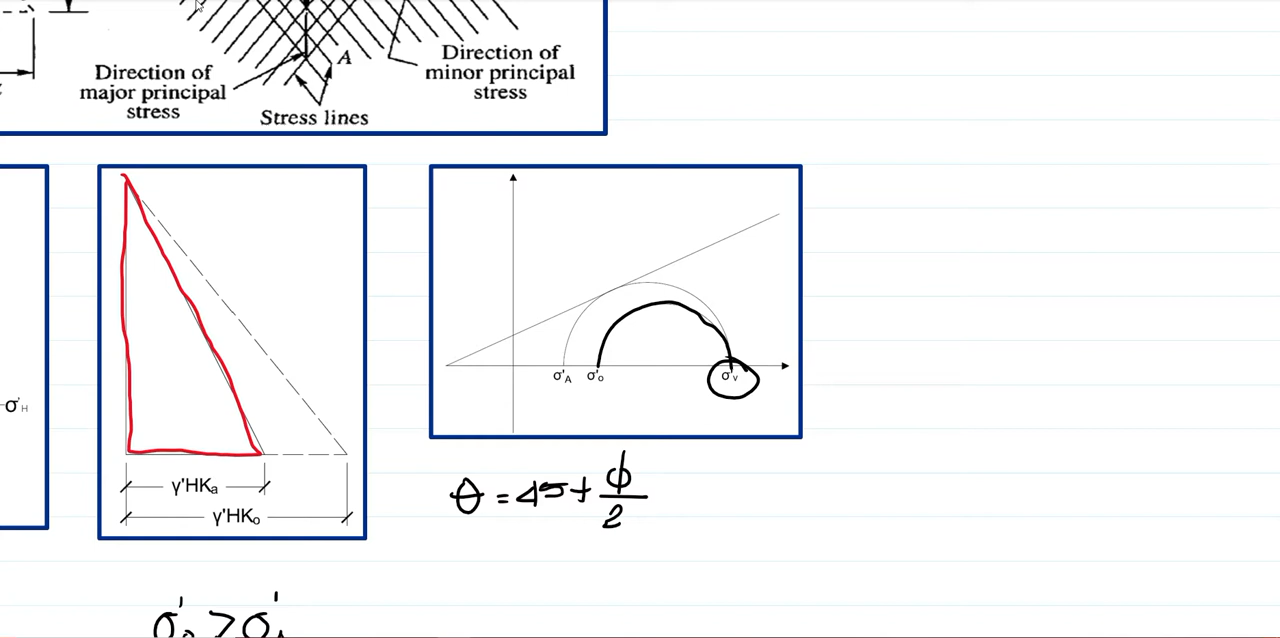 A
Direction of
major principal
stress
Direction of
minor principal
stress
Stress lines
σ'H
γ'HKa
γ'HKo
σ'A σ'o σ'v
θ = 45 + ϕ/2
σ'o > σ'